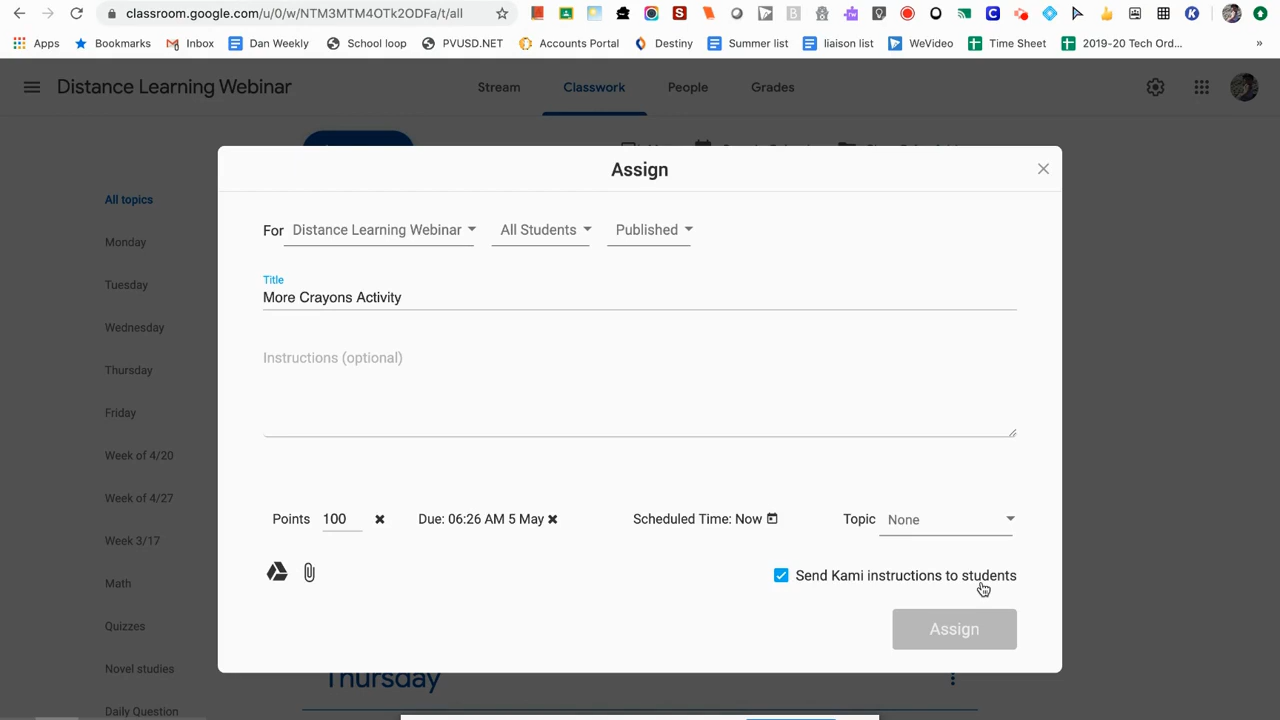 classroom.google.com/u/0/w/NTM3MTM4OTk2ODFa/t/all
Apps Bookmarks Inbox Dan Weekly School loop PVUSD.NET Accounts Portal Destiny Summer list liaison list WeVideo Time Sheet 2019-20 Tech Ord... »
Distance Learning Webinar Stream Classwork People Grades
Assign
All topics
Monday
Tuesday
Wednesday
Thursday
Friday
Week of 4/20
Week of 4/27
Week 3/17
Math
Quizzes
Novel studies
Daily Question
For Distance Learning Webinar All Students Published
Title
More Crayons Activity
Instructions (optional)
Points 100 Due: 06:26 AM 5 May Scheduled Time: Now Topic None
Send Kami instructions to students
Assign
Thursday